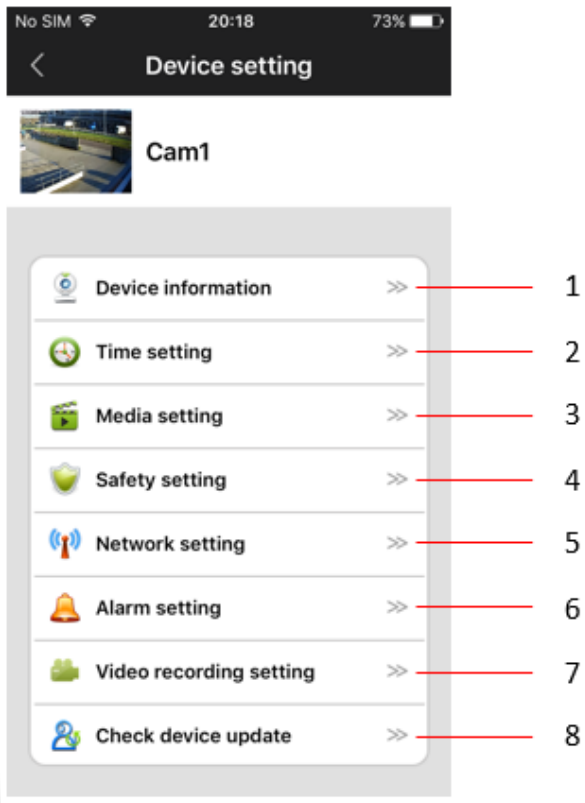 No SIM 20:18 73%
Device setting
Cam1
Device information 1
Time setting 2
Media setting 3
Safety setting 4
Network setting 5
Alarm setting 6
Video recording setting 7
Check device update 8